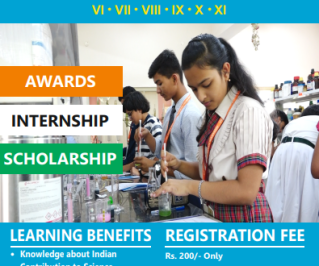 VI • VII • VIII • IX • X • XI
AWARDS
INTERNSHIP
SCHOLARSHIP
LEARNING BENEFITS
• Knowledge about Indian
Contribution to Science
REGISTRATION FEE
Rs. 200/- Only